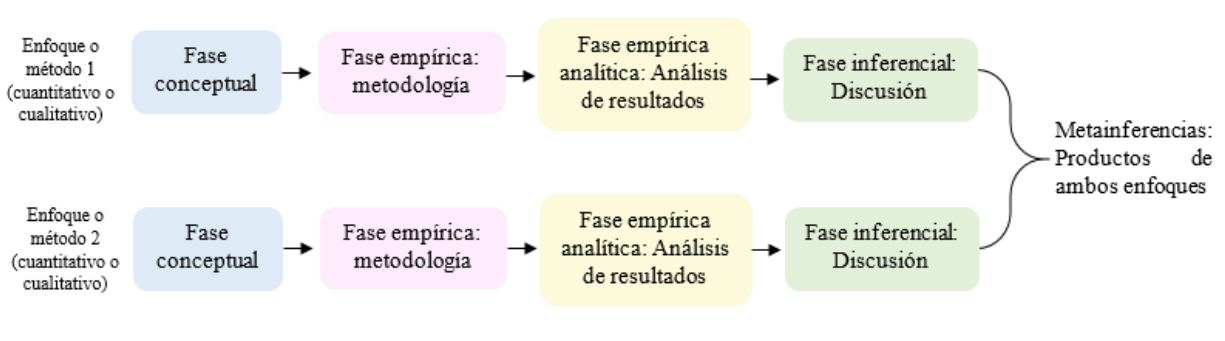 Enfoque o
método 1
(cuantitativo o
cualitativo)
Fase
conceptual
Fase empírica:
metodología
Fase empírica
analítica: Análisis
de resultados
Fase inferencial:
Discusión
Metainferencias:
Productos de
ambos enfoques
Enfoque o
método 2
(cuantitativo o
cualitativo)
Fase
conceptual
Fase empírica:
metodología
Fase empírica
analítica: Análisis
de resultados
Fase inferencial:
Discusión